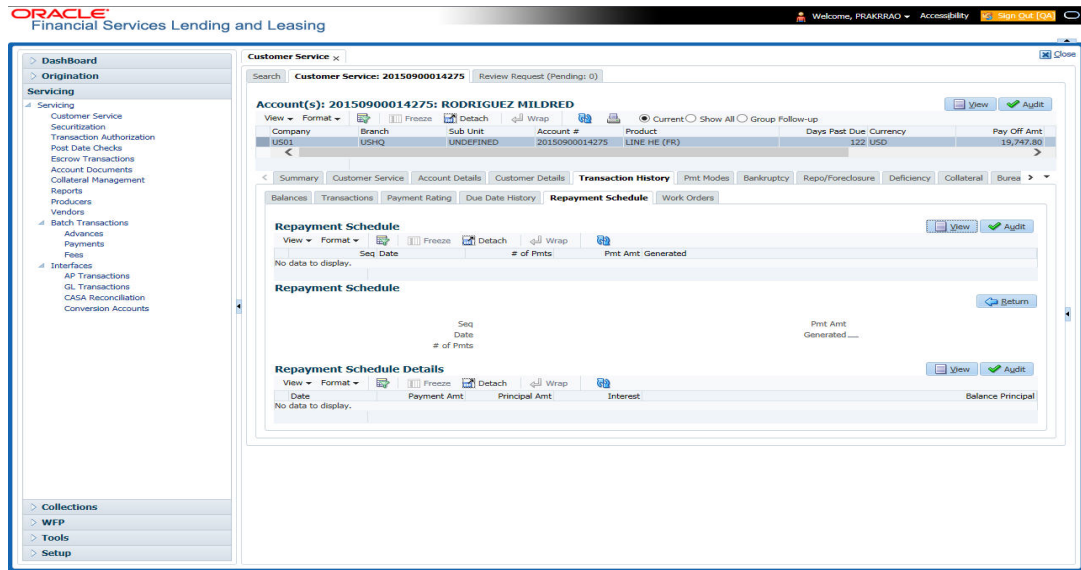 ORACLE
Financial Services Lending and Leasing
Welcome, PRAKRRAO Accessibility Sign Out [QA]
Close
DashBoard
Origination
Servicing
Servicing
Customer Service
Securitization
Transaction Authorization
Post Date Checks
Escrow Transactions
Account Documents
Collateral Management
Reports
Producers
Vendors
Batch Transactions
Advances
Payments
Fees
Interfaces
AP Transactions
GL Transactions
CASA Reconciliation
Conversion Accounts
Collections
WFP
Tools
Setup
Customer Service
Search Customer Service: 20150900014275 Review Request (Pending: 0)
Account(s): 20150900014275: RODRIGUEZ MILDRED View Audit
View Format Freeze Detach Wrap Current Show All Group Follow-up
Company Branch Sub Unit Account # Product Days Past Due Currency Pay Off Amt
US01 USHQ UNDEFINED 20150900014275 LINE HE (FR) 122 USD 19,747.80
Summary Customer Service Account Details Customer Details Transaction History Pmt Modes Bankruptcy Repo/Foreclosure Deficiency Collateral Burea
Balances Transactions Payment Rating Due Date History Repayment Schedule Work Orders
Repayment Schedule View Audit
View Format Freeze Detach Wrap
Seq Date # of Pmts Pmt Amt Generated
No data to display.
Repayment Schedule
Return
Seq Pmt Amt
Date Generated
# of Pmts
Repayment Schedule Details View Audit
View Format Freeze Detach Wrap
Date Payment Amt Principal Amt Interest Balance Principal
No data to display.